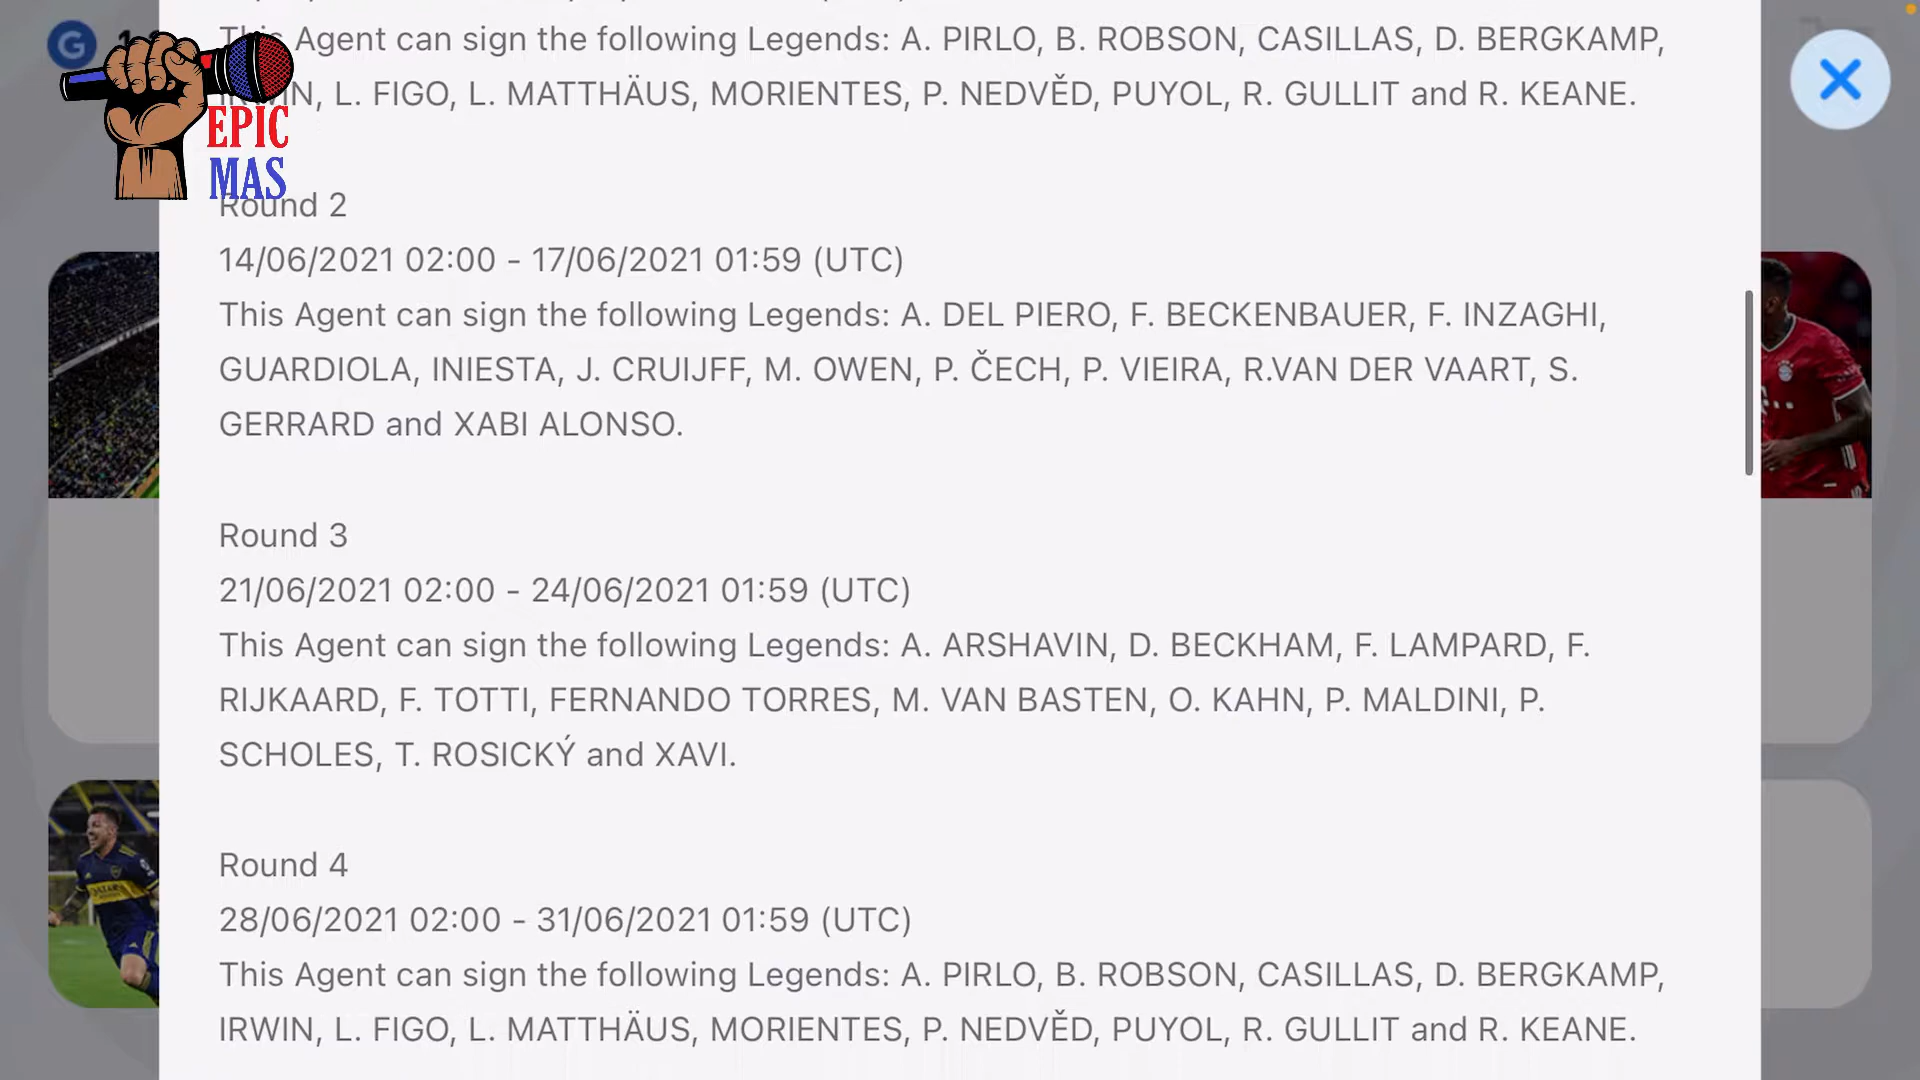 This Agent can sign the following Legends: A. PIRLO, B. ROBSON, CASILLAS, D. BERGKAMP,
IRWIN, L. FIGO, L. MATTHÄUS, MORIENTES, P. NEDVĚD, PUYOL, R. GULLIT and R. KEANE.
EPIC
MAS
Round 2
14/06/2021 02:00 - 17/06/2021 01:59 (UTC)
This Agent can sign the following Legends: A. DEL PIERO, F. BECKENBAUER, F. INZAGHI,
GUARDIOLA, INIESTA, J. CRUIJFF, M. OWEN, P. ČECH, P. VIEIRA, R.VAN DER VAART, S.
GERRARD and XABI ALONSO.
Round 3
21/06/2021 02:00 - 24/06/2021 01:59 (UTC)
This Agent can sign the following Legends: A. ARSHAVIN, D. BECKHAM, F. LAMPARD, F.
RIJKAARD, F. TOTTI, FERNANDO TORRES, M. VAN BASTEN, O. KAHN, P. MALDINI, P.
SCHOLES, T. ROSICKÝ and XAVI.
Round 4
28/06/2021 02:00 - 31/06/2021 01:59 (UTC)
This Agent can sign the following Legends: A. PIRLO, B. ROBSON, CASILLAS, D. BERGKAMP,
IRWIN, L. FIGO, L. MATTHÄUS, MORIENTES, P. NEDVĚD, PUYOL, R. GULLIT and R. KEANE.